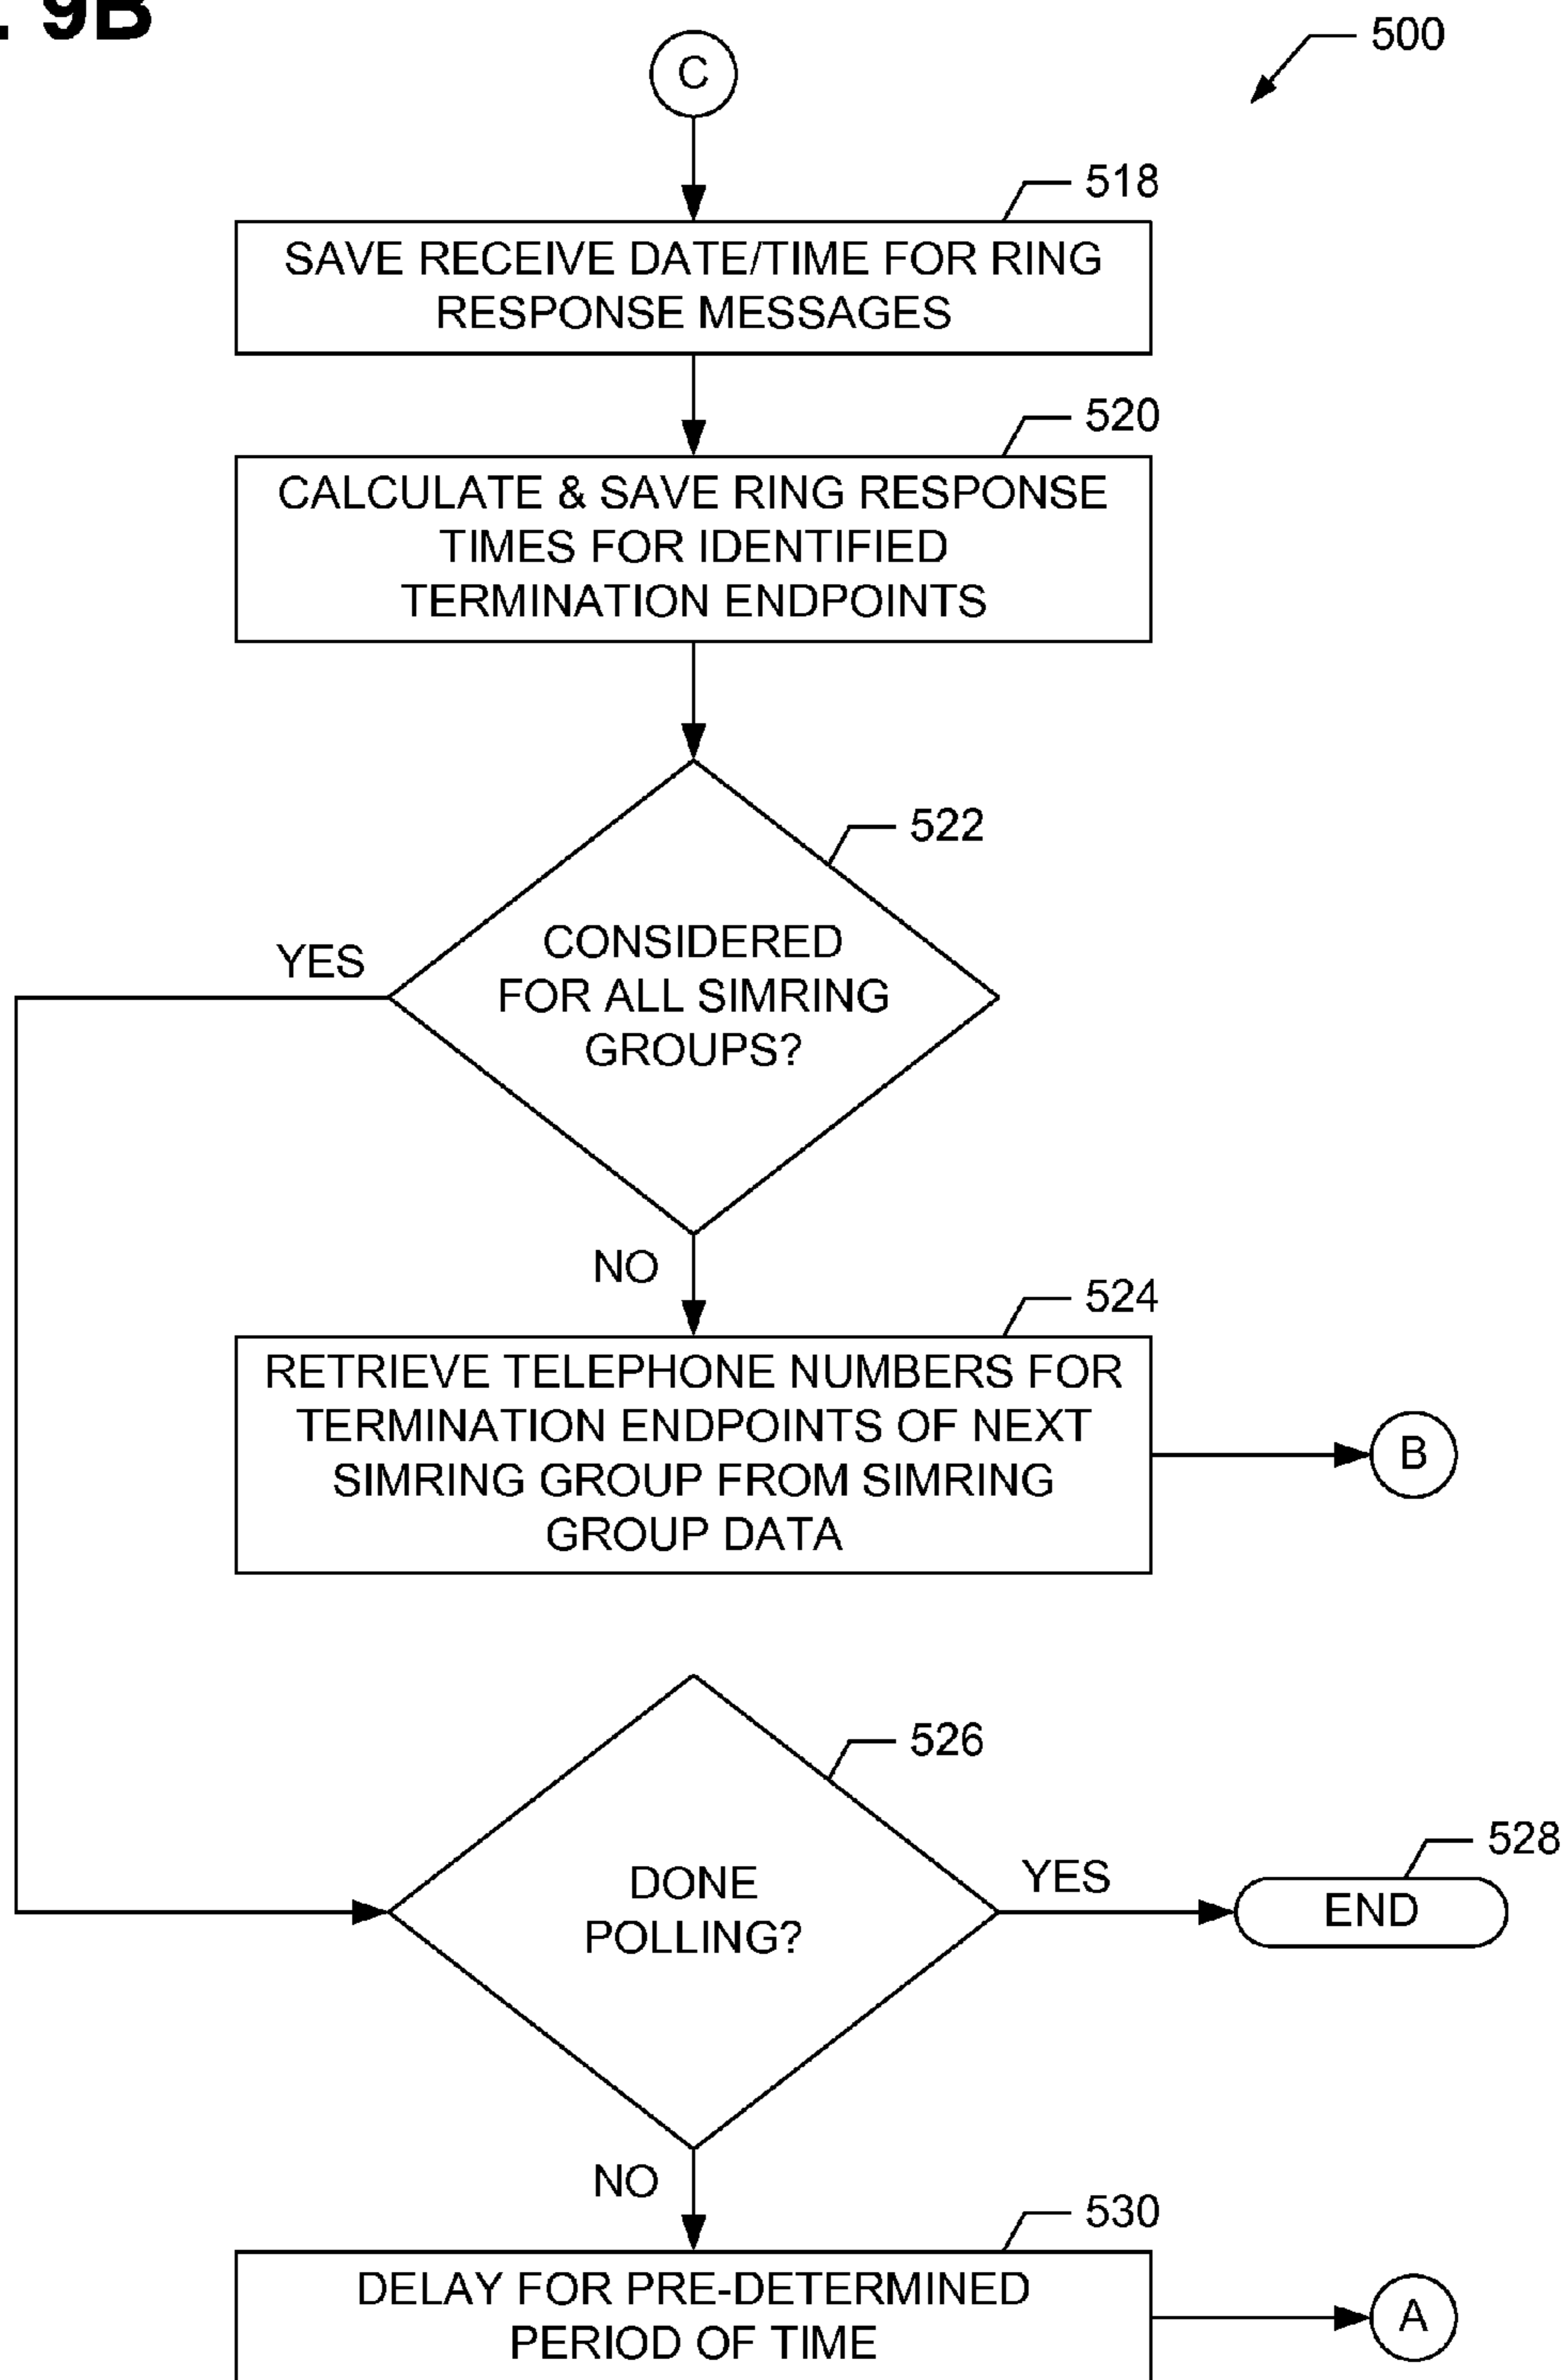 . 9B
500
C
518
SAVE RECEIVE DATE/TIME FOR RING
RESPONSE MESSAGES
520
CALCULATE & SAVE RING RESPONSE
TIMES FOR IDENTIFIED
TERMINATION ENDPOINTS
522
CONSIDERED
FOR ALL SIMRING
GROUPS?
YES
NO
524
RETRIEVE TELEPHONE NUMBERS FOR
TERMINATION ENDPOINTS OF NEXT
SIMRING GROUP FROM SIMRING
GROUP DATA
B
526
DONE
POLLING?
YES
528
END
NO
530
DELAY FOR PRE-DETERMINED
PERIOD OF TIME
A